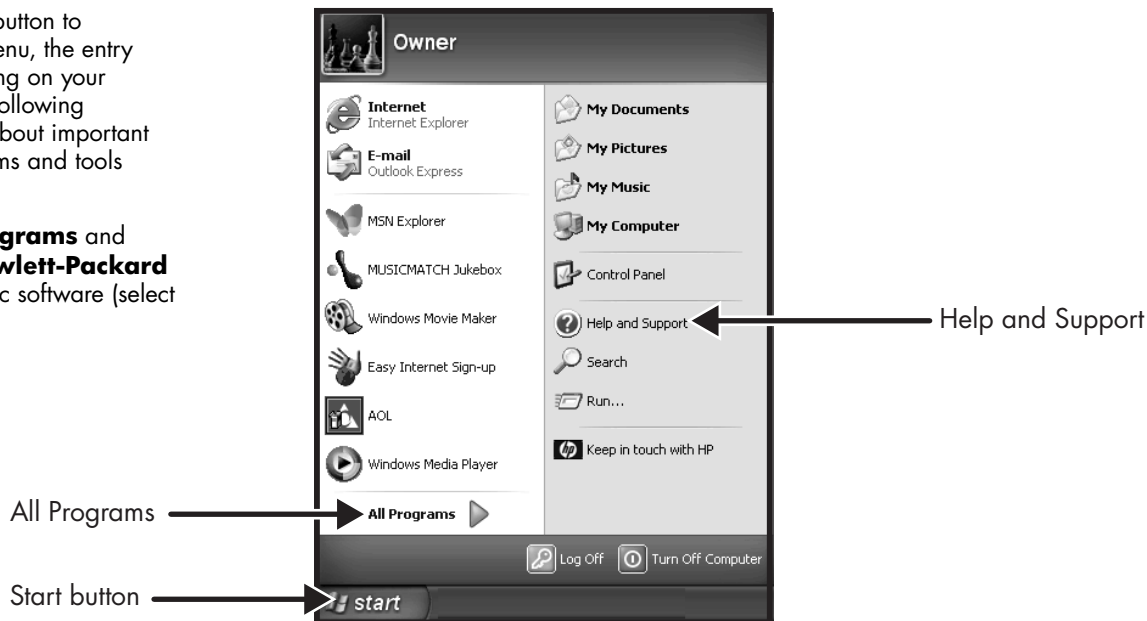 button to
enu, the entry
ng on your
ollowing
bout important
ms and tools
grams and
wlett-Packard
c software (select
Owner
Internet
Internet Explorer
E-mail
Outlook Express
MSN Explorer
MUSICMATCH Jukebox
Windows Movie Maker
Easy Internet Sign-up
AOL
Windows Media Player
All Programs
My Documents
My Pictures
My Music
My Computer
Control Panel
Help and Support
Search
Run...
Keep in touch with HP
Log Off
Turn Off Computer
start
Help and Support
All Programs
Start button